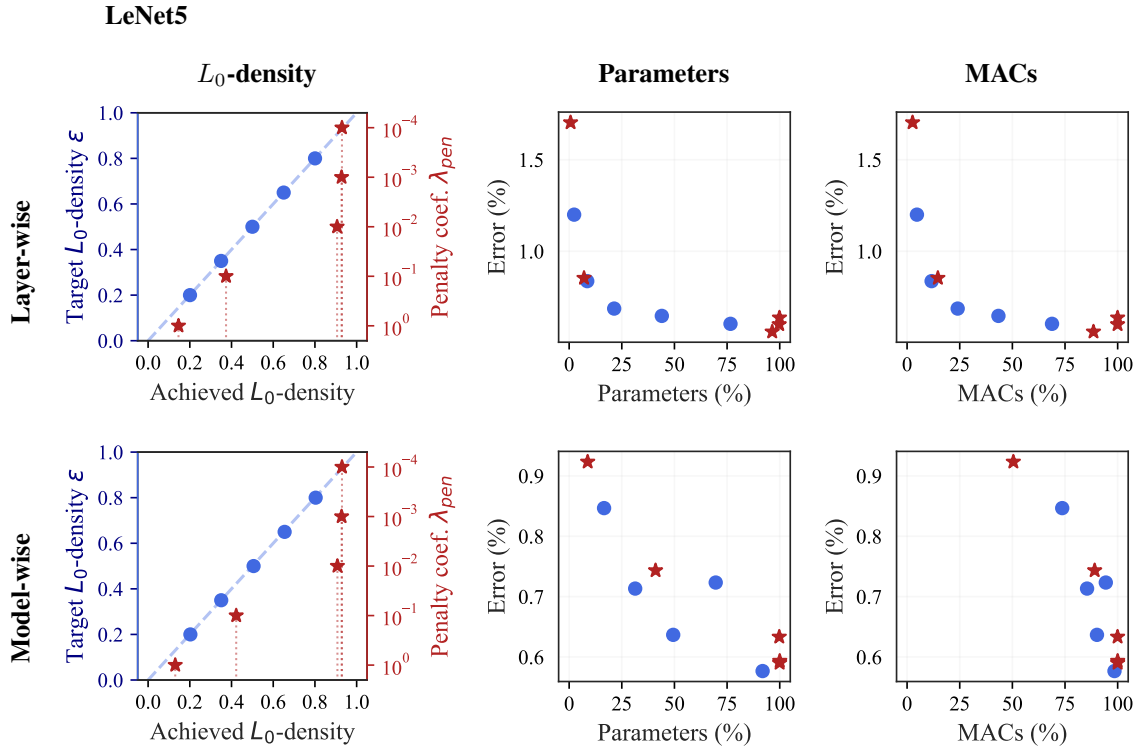 LeNet5
L₀-density
Parameters
MACs
Layer-wise
Target L₀-density ε
1.0
0.8
0.6
0.4
0.2
0.0
0.0 0.2 0.4 0.6 0.8 1.0
Achieved L₀-density
10⁻⁴
10⁻³
10⁻²
10⁻¹
10⁰
Penalty coef. λ_pen
Error (%)
1.5
1.0
0 25 50 75 100
Parameters (%)
Error (%)
1.5
1.0
0 25 50 75 100
MACs (%)
Model-wise
Target L₀-density ε
1.0
0.8
0.6
0.4
0.2
0.0
0.0 0.2 0.4 0.6 0.8 1.0
Achieved L₀-density
10⁻⁴
10⁻³
10⁻²
10⁻¹
10⁰
Penalty coef. λ_pen
Error (%)
0.9
0.8
0.7
0.6
0 25 50 75 100
Parameters (%)
Error (%)
0.9
0.8
0.7
0.6
0 25 50 75 100
MACs (%)